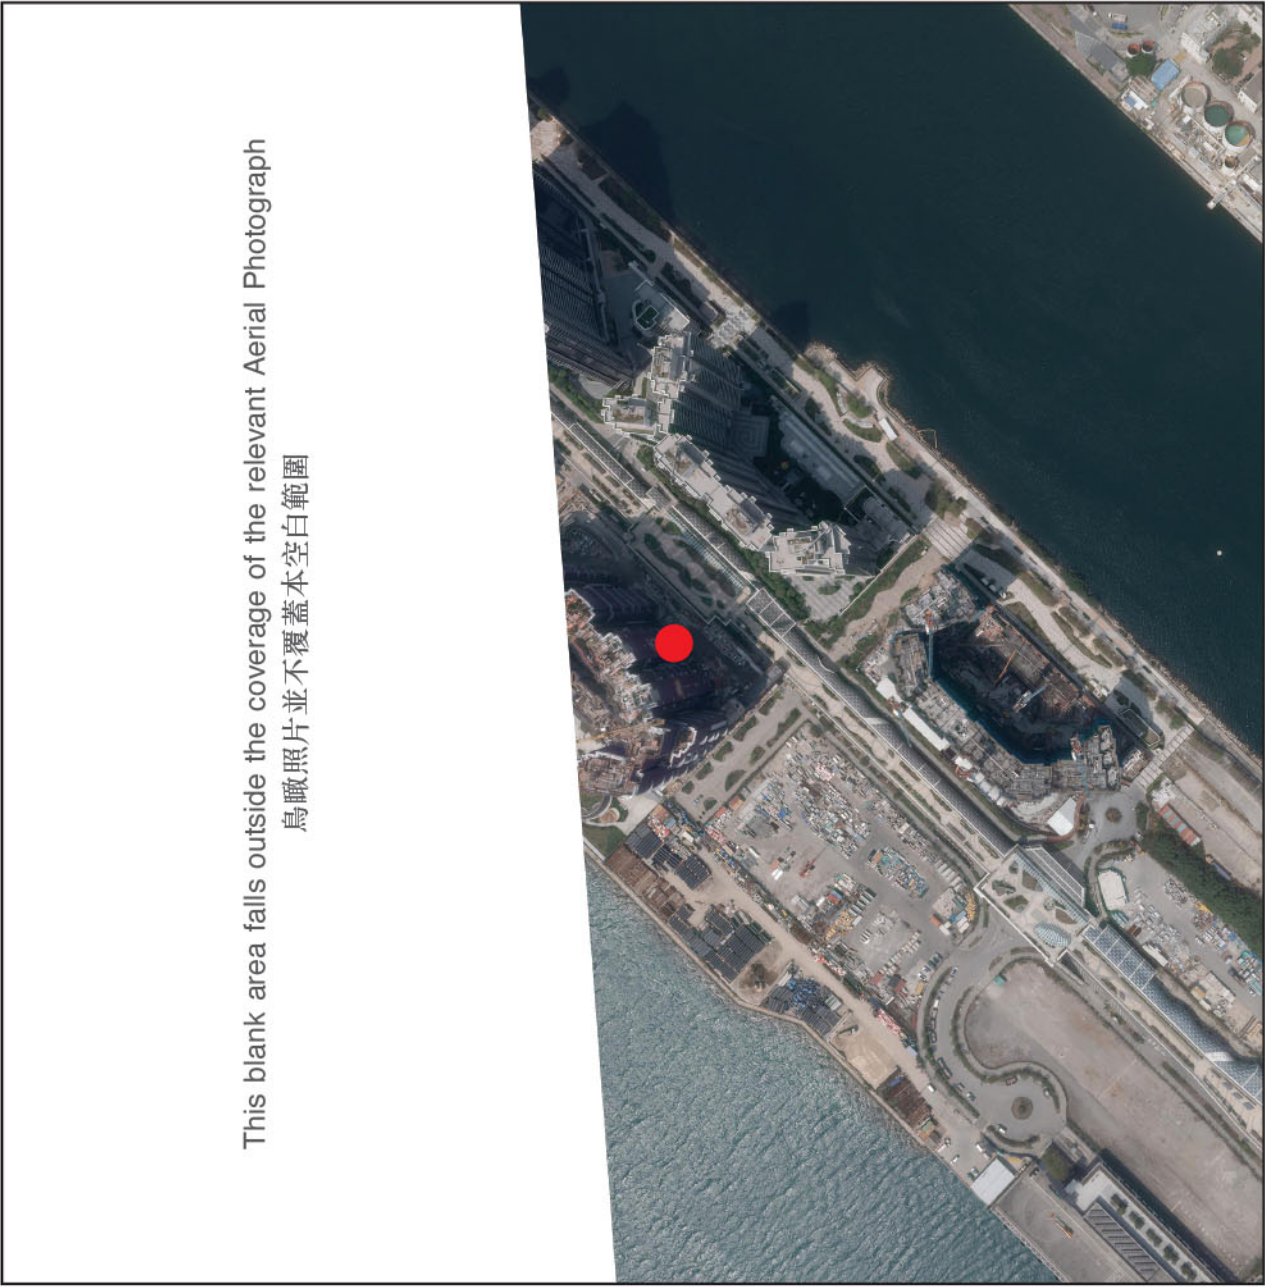 This blank area falls outside the coverage of the relevant Aerial Photograph
鳥瞰照片並不覆蓋本空白範圍